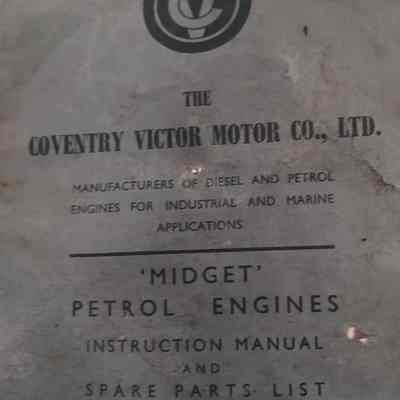 CV
THE
COVENTRY VICTOR MOTOR CO., LTD.
MANUFACTURERS OF DIESEL AND PETROL
ENGINES FOR INDUSTRIAL AND MARINE
APPLICATIONS
'MIDGET'
PETROL ENGINES
INSTRUCTION MANUAL
AND
SPARE PARTS LIST